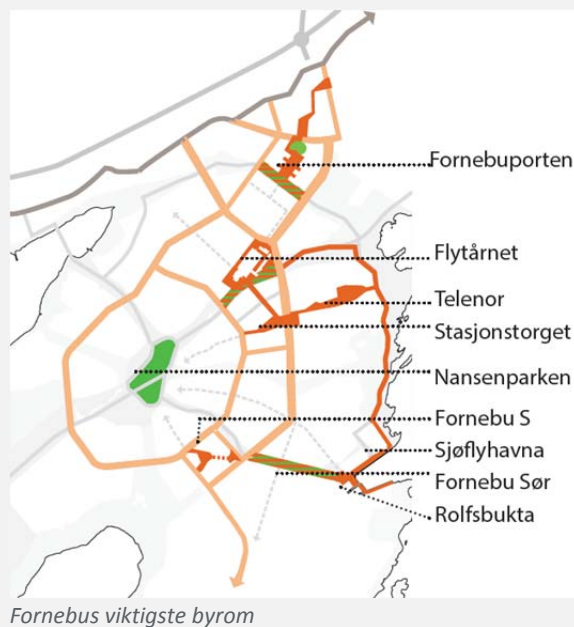 Fornebuporten
Flytårnet
Telenor
Stasjonstorget
Nansenparken
Fornebu S
Sjøflyhavna
Fornebu Sør
Rolfsbukta
Fornebus viktigste byrom